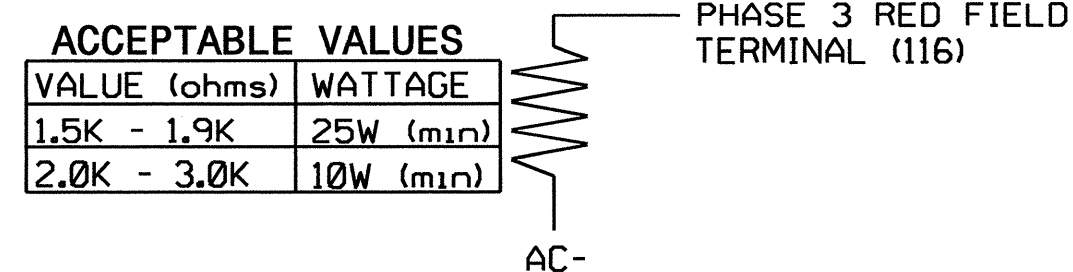 ACCEPTABLE VALUES
VALUE (ohms) WATTAGE
1.5K - 1.9K 25W (min)
2.0K - 3.0K 10W (min)
PHASE 3 RED FIELD
TERMINAL (116)
AC-